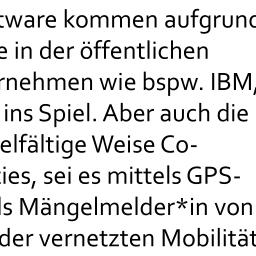 tware kommen aufgrund
e in der öffentlichen
rnehmen wie bspw. IBM,
ins Spiel. Aber auch die
elfältige Weise Co-
ies, sei es mittels GPS-
ls Mängelmelder*in von
der vernetzten Mobilität